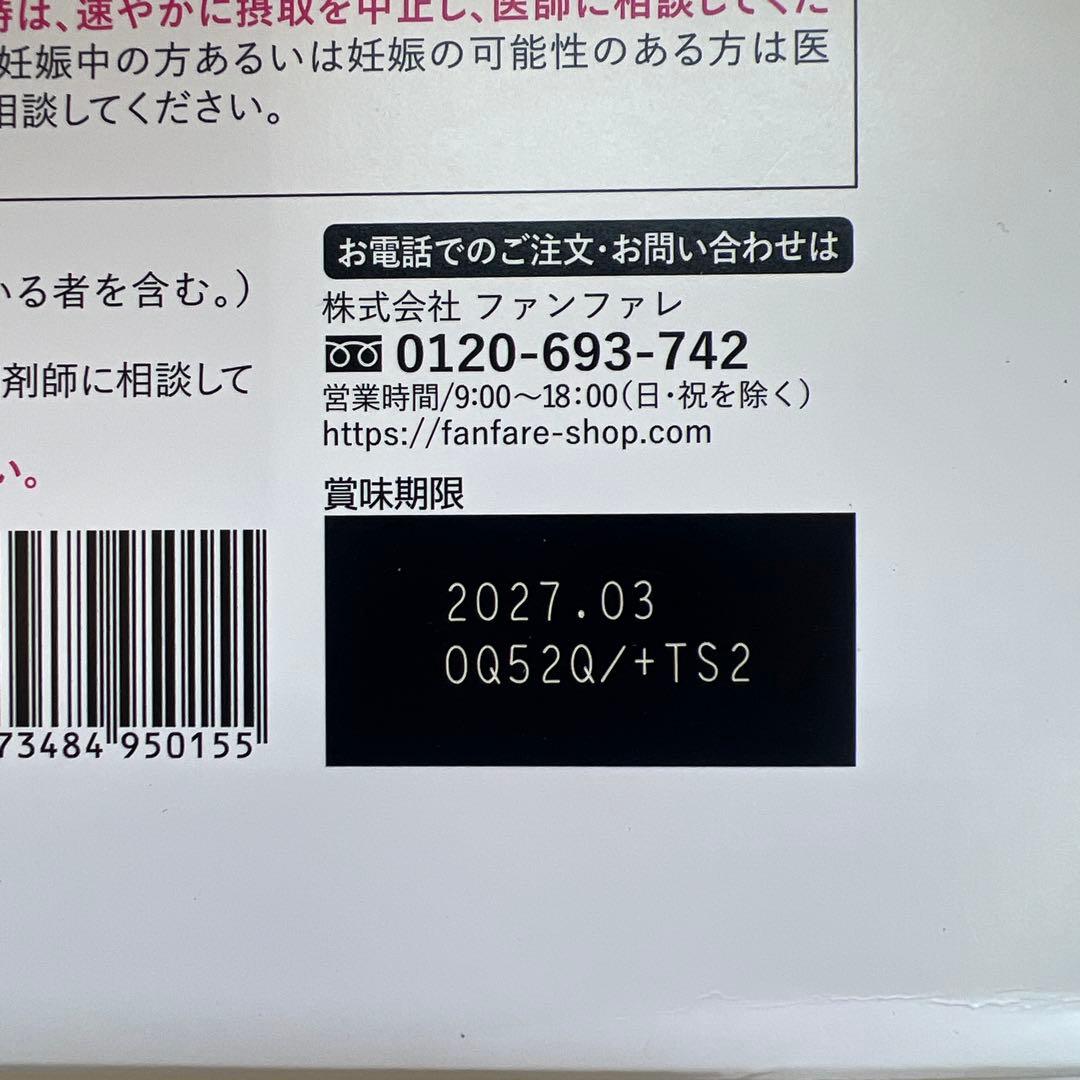 時は、速やかに摂取を中止し、医師に相談してくだ
妊娠中の方あるいは妊娠の可能性のある方は医
相談してください。
いる者を含む。）
剤師に相談して
い。
73484 950155
お電話でのご注文・お問い合わせは
株式会社 ファンファレ
0120-693-742
営業時間/9:00〜18:00（日・祝を除く）
https://fanfare-shop.com
賞味期限
2027.03
OQ52Q/+TS2